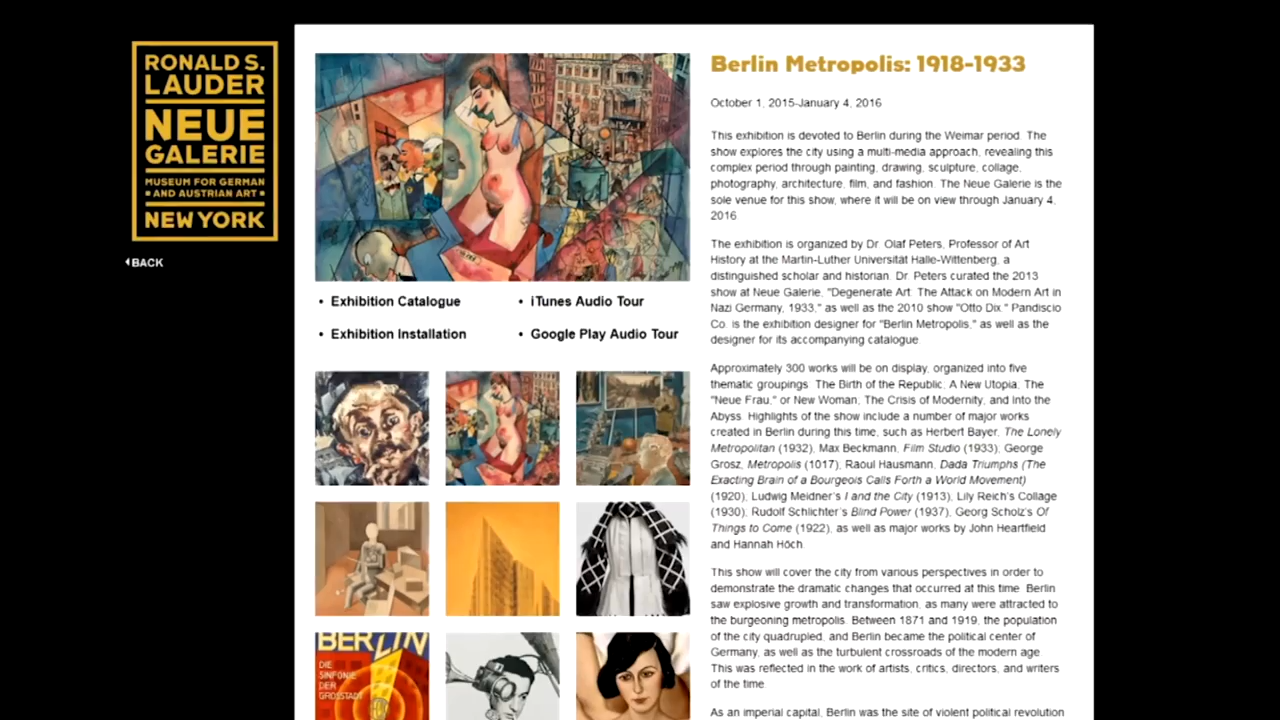 RONALD S.
LAUDER
NEUE
GALERIE
MUSEUM FOR GERMAN
• AND AUSTRIAN ART •
NEW YORK
BACK
• Exhibition Catalogue
• iTunes Audio Tour
• Exhibition Installation
• Google Play Audio Tour
BERLIN
DIE
SINFONIE
DER
GROSSTADT
Berlin Metropolis: 1918-1933
October 1, 2015-January 4, 2016
This exhibition is devoted to Berlin during the Weimar period. The
show explores the city using a multi-media approach, revealing this
complex period through painting, drawing, sculpture, collage,
photography, architecture, film, and fashion. The Neue Galerie is the
sole venue for this show, where it will be on view through January 4,
2016.
The exhibition is organized by Dr. Olaf Peters, Professor of Art
History at the Martin-Luther Universität Halle-Wittenberg, a
distinguished scholar and historian. Dr. Peters curated the 2013
show at Neue Galerie, "Degenerate Art: The Attack on Modern Art in
Nazi Germany, 1933," as well as the 2010 show "Otto Dix." Pandiscio
Co. is the exhibition designer for "Berlin Metropolis," as well as the
designer for its accompanying catalogue.
Approximately 300 works will be on display, organized into five
thematic groupings: The Birth of the Republic, A New Utopia, The
"Neue Frau," or New Woman, The Crisis of Modernity, and Into the
Abyss. Highlights of the show include a number of major works
created in Berlin during this time, such as Herbert Bayer, The Lonely
Metropolitan (1932), Max Beckmann, Film Studio (1933), George
Grosz, Metropolis (1017), Raoul Hausmann, Dada Triumphs (The
Exacting Brain of a Bourgeois Calls Forth a World Movement)
(1920), Ludwig Meidner's I and the City (1913), Lily Reich's Collage
(1930), Rudolf Schlichter's Blind Power (1937), Georg Scholz's Of
Things to Come (1922), as well as major works by John Heartfield
and Hannah Höch.
This show will cover the city from various perspectives in order to
demonstrate the dramatic changes that occurred at this time. Berlin
saw explosive growth and transformation, as many were attracted to
the burgeoning metropolis. Between 1871 and 1919, the population
of the city quadrupled, and Berlin became the political center of
Germany, as well as the turbulent crossroads of the modern age.
This was reflected in the work of artists, critics, directors, and writers
of the time.
As an imperial capital, Berlin was the site of violent political revolution